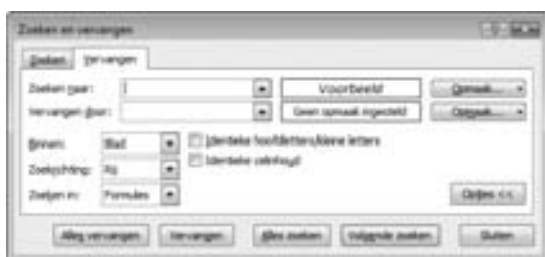 Zoeken en vervangen
Zoeken Vervangen
Zoeken naar: Voorbeeld Opmaak...
Vervangen door: Geen opmaak ingesteld Opmaak...
Binnen: Blad Identieke hoofdletters/kleine letters
Identieke celinhoud
Zoekrichting: Rij
Zoeken in: Formules Opties <<
Alles vervangen Vervangen Alles zoeken Volgende zoeken Sluiten